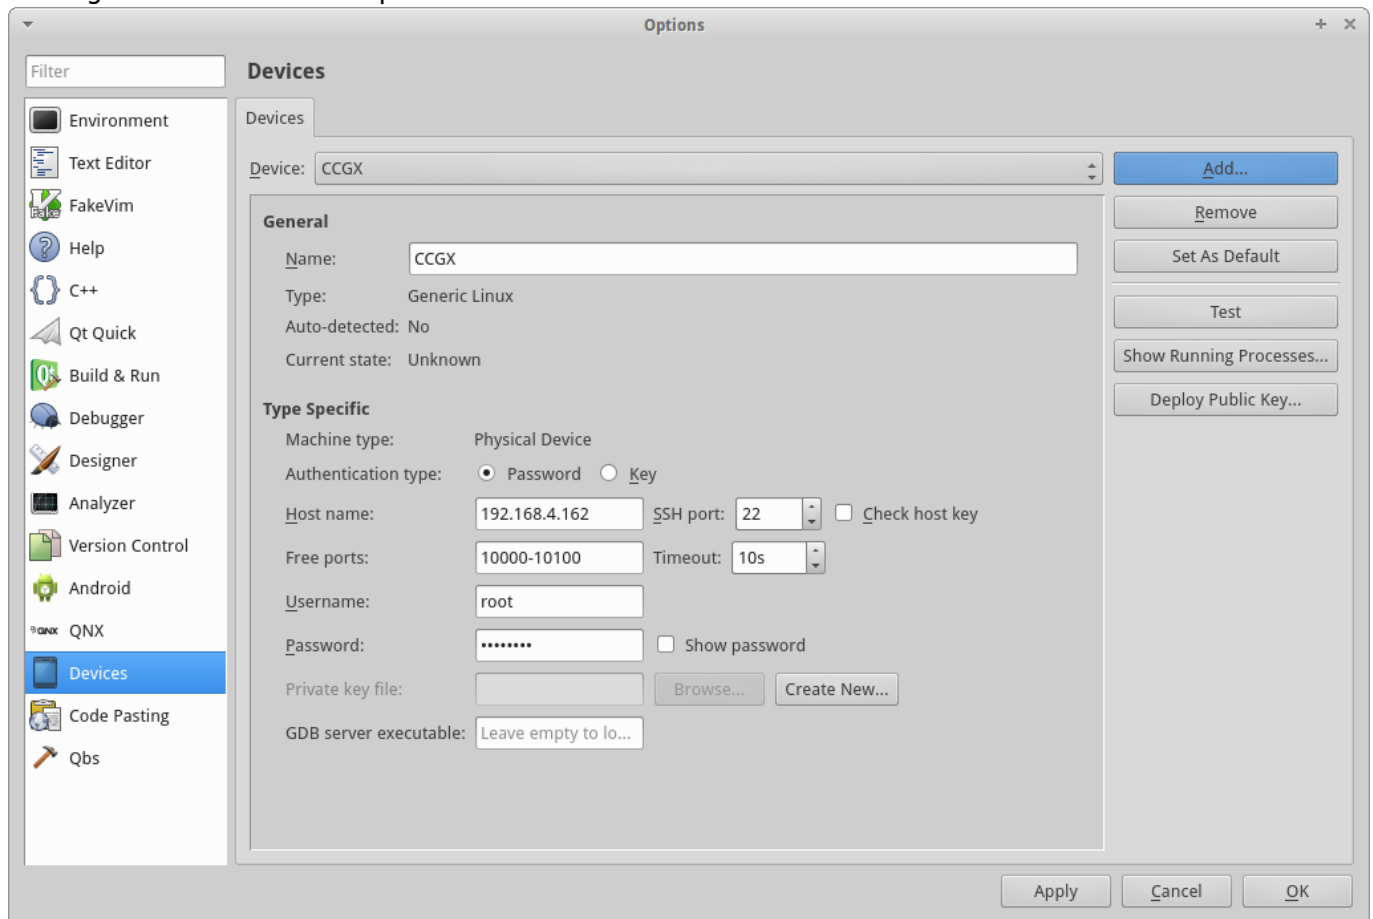 Options
Filter
Devices
Environment
Text Editor
FakeVim
Help
C++
Qt Quick
Build & Run
Debugger
Designer
Analyzer
Version Control
Android
QNX QNX
Devices
Code Pasting
Qbs
Devices
Device: CCGX
General
Name: CCGX
Type: Generic Linux
Auto-detected: No
Current state: Unknown
Type Specific
Machine type: Physical Device
Authentication type: Password Key
Host name: 192.168.4.162 SSH port: 22 Check host key
Free ports: 10000-10100 Timeout: 10s
Username: root
Password: •••••••• Show password
Private key file: Browse... Create New...
GDB server executable: Leave empty to lo...
Add...
Remove
Set As Default
Test
Show Running Processes...
Deploy Public Key...
Apply Cancel OK